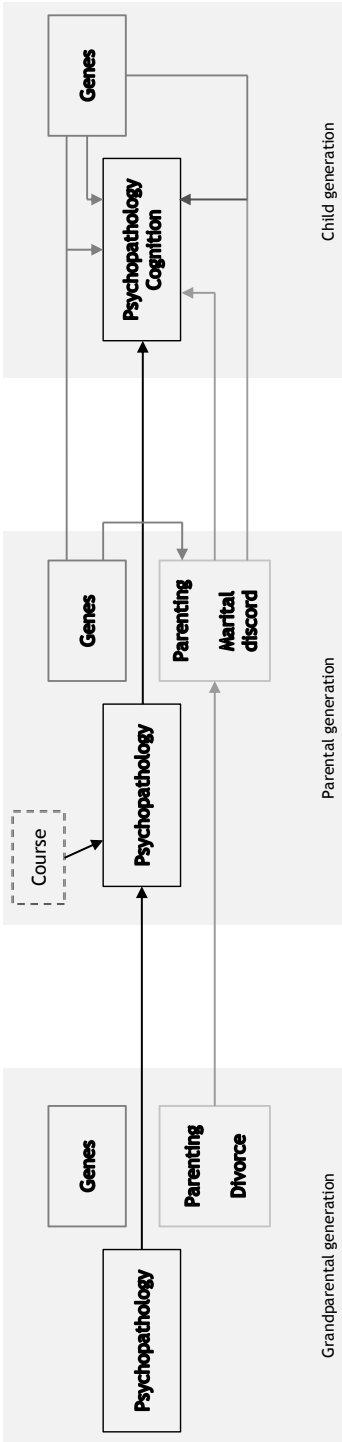 Psychopathology
Genes
Parenting
Divorce
Grandparental generation
Course
Psychopathology
Genes
Parenting
Marital
discord
Parental generation
Psychopathology
Cognition
Genes
Child generation